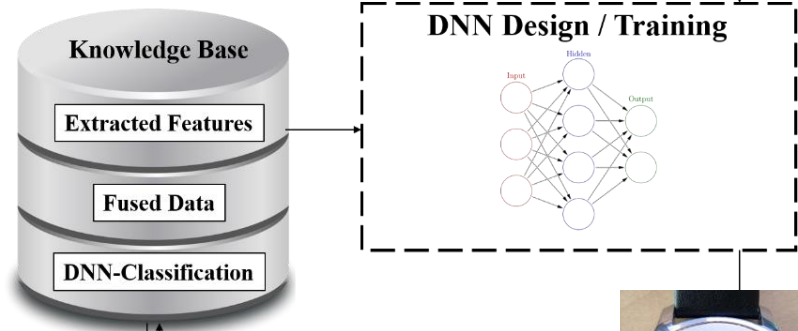 Knowledge Base
Extracted Features
Fused Data
DNN-Classification
DNN Design / Training
Input
Hidden
Output